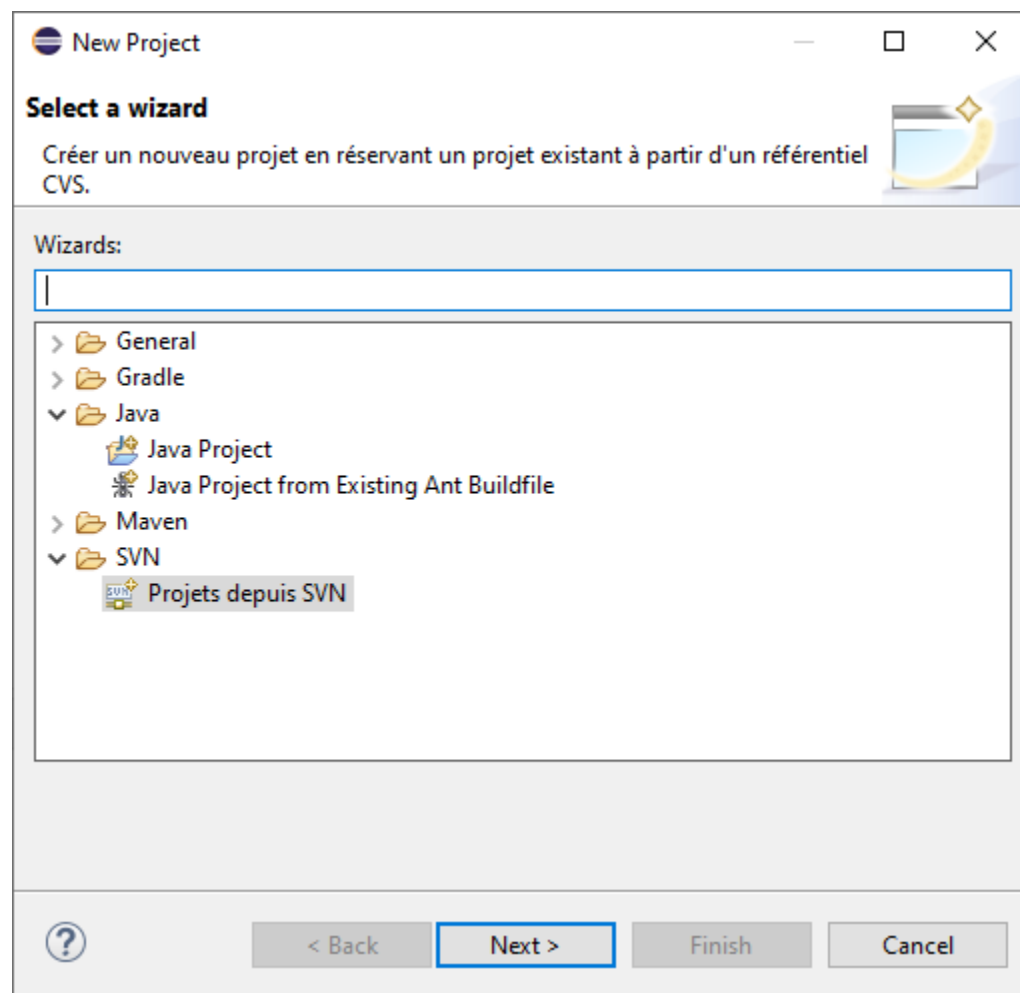 New Project
Select a wizard
Créer un nouveau projet en réservant un projet existant à partir d'un référentiel
CVS.
Wizards:
General
Gradle
Java
Java Project
Java Project from Existing Ant Buildfile
Maven
SVN
SVN Projets depuis SVN
? < Back Next > Finish Cancel